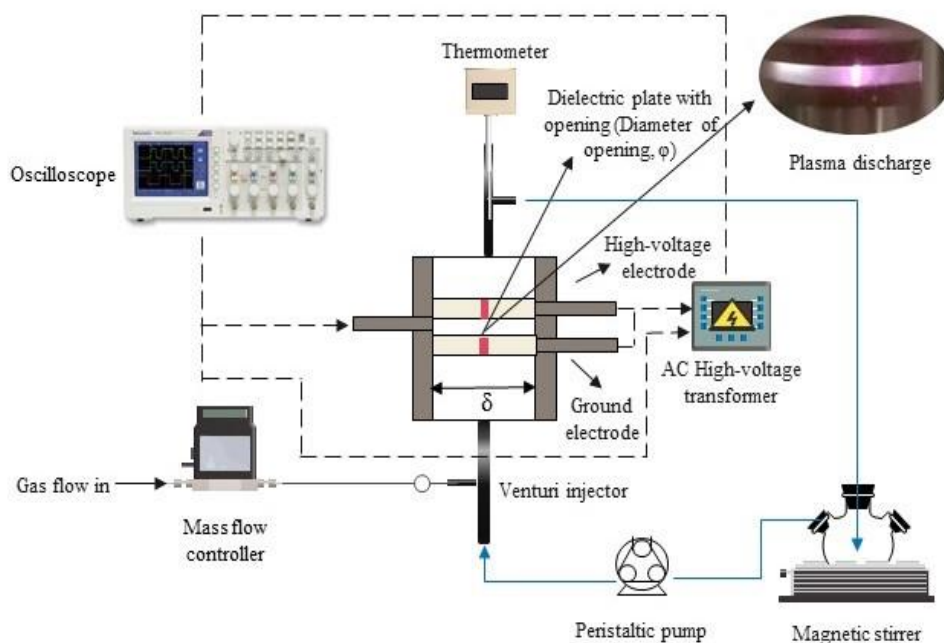 Thermometer
Dielectric plate with
opening (Diameter of
opening, φ)
Plasma discharge
Oscilloscope
High-voltage
electrode
AC High-voltage
transformer
δ
Ground
electrode
Gas flow in
Venturi injector
Mass flow
controller
Peristaltic pump
Magnetic stirrer